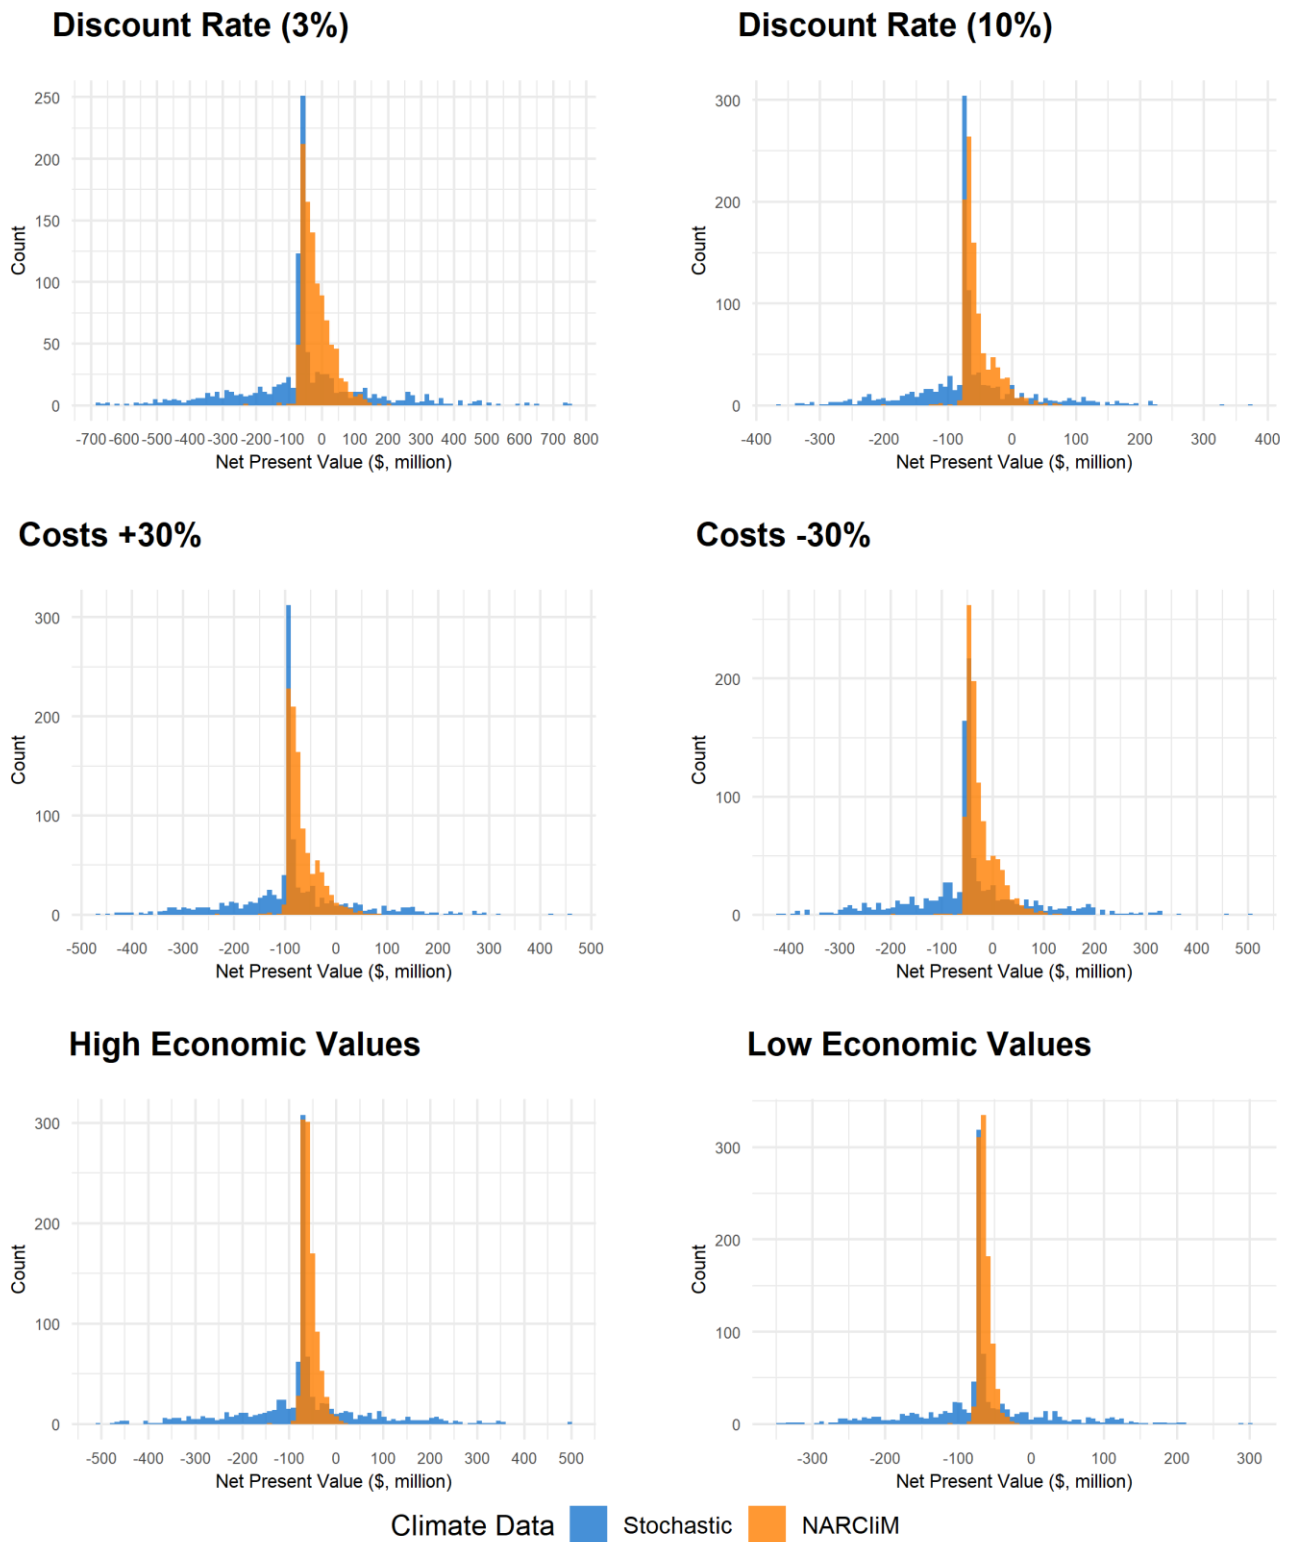 Discount Rate (3%)
Discount Rate (10%)
250
200
150
100
50
0
Count
-700 -600 -500 -400 -300 -200 -100 0 100 200 300 400 500 600 700 800
Net Present Value ($, million)
300
200
100
0
Count
-400 -300 -200 -100 0 100 200 300 400
Net Present Value ($, million)
Costs +30%
Costs -30%
300
200
100
0
Count
-500 -400 -300 -200 -100 0 100 200 300 400 500
Net Present Value ($, million)
200
100
0
Count
-400 -300 -200 -100 0 100 200 300 400 500
Net Present Value ($, million)
High Economic Values
Low Economic Values
300
200
100
0
Count
-500 -400 -300 -200 -100 0 100 200 300 400 500
Net Present Value ($, million)
300
200
100
0
Count
-300 -200 -100 0 100 200 300
Net Present Value ($, million)
Climate Data Stochastic NARCliM